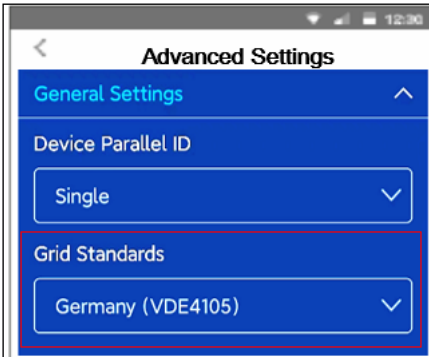 12:30
Advanced Settings
General Settings
Device Parallel ID
Single
Grid Standards
Germany (VDE4105)